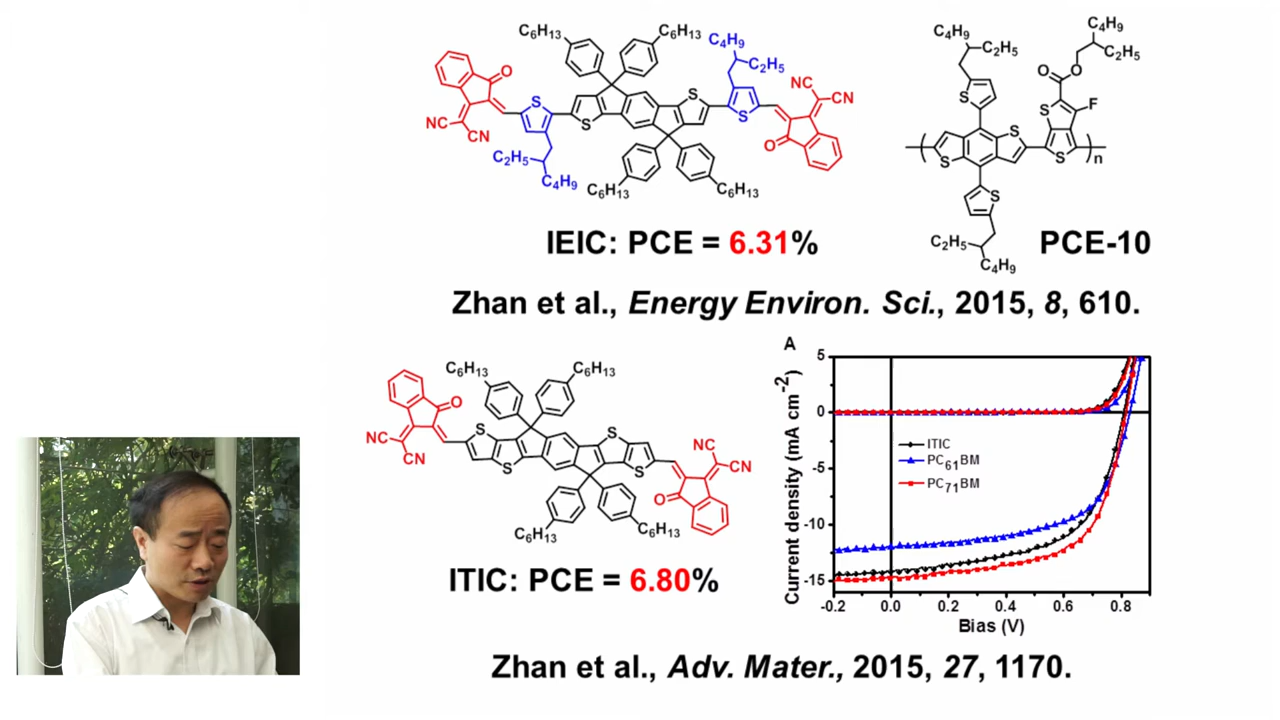 C6H13
C6H13
C4H9
C2H5
O
NC
CN
S
S
S
S
NC
CN
O
C2H5
C4H9
C6H13
C6H13
IEIC: PCE = 6.31%
C4H9
C2H5
C4H9
C2H5
O
O
S
S
F
S
S
S
S
n
C2H5
C4H9
PCE-10
Zhan et al., Energy Environ. Sci., 2015, 8, 610.
C6H13
C6H13
O
NC
CN
S
S
S
S
NC
CN
O
C6H13
C6H13
ITIC: PCE = 6.80%
A
Current density (mA cm-2)
5
0
-5
-10
-15
ITIC
PC61BM
PC71BM
-0.2 0.0 0.2 0.4 0.6 0.8
Bias (V)
Zhan et al., Adv. Mater., 2015, 27, 1170.